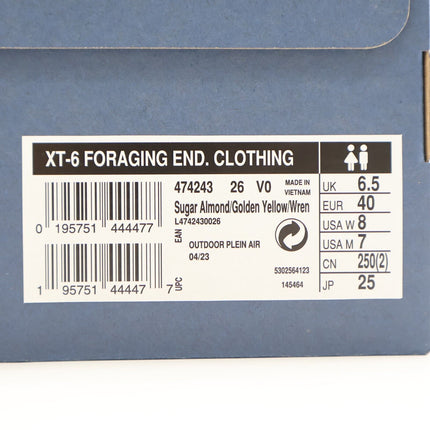 XT-6 FORAGING END. CLOTHING
474243 26 V0 MADE IN VIETNAM
Sugar Almond/Golden Yellow/Wren
L4742430026
0 195751 444477
EAN
OUTDOOR PLEIN AIR
04/23
5302564123
145464
1 95751 44447 7
UPC
UK 6.5
EUR 40
USA W 8
USA M 7
CN 250(2)
JP 25